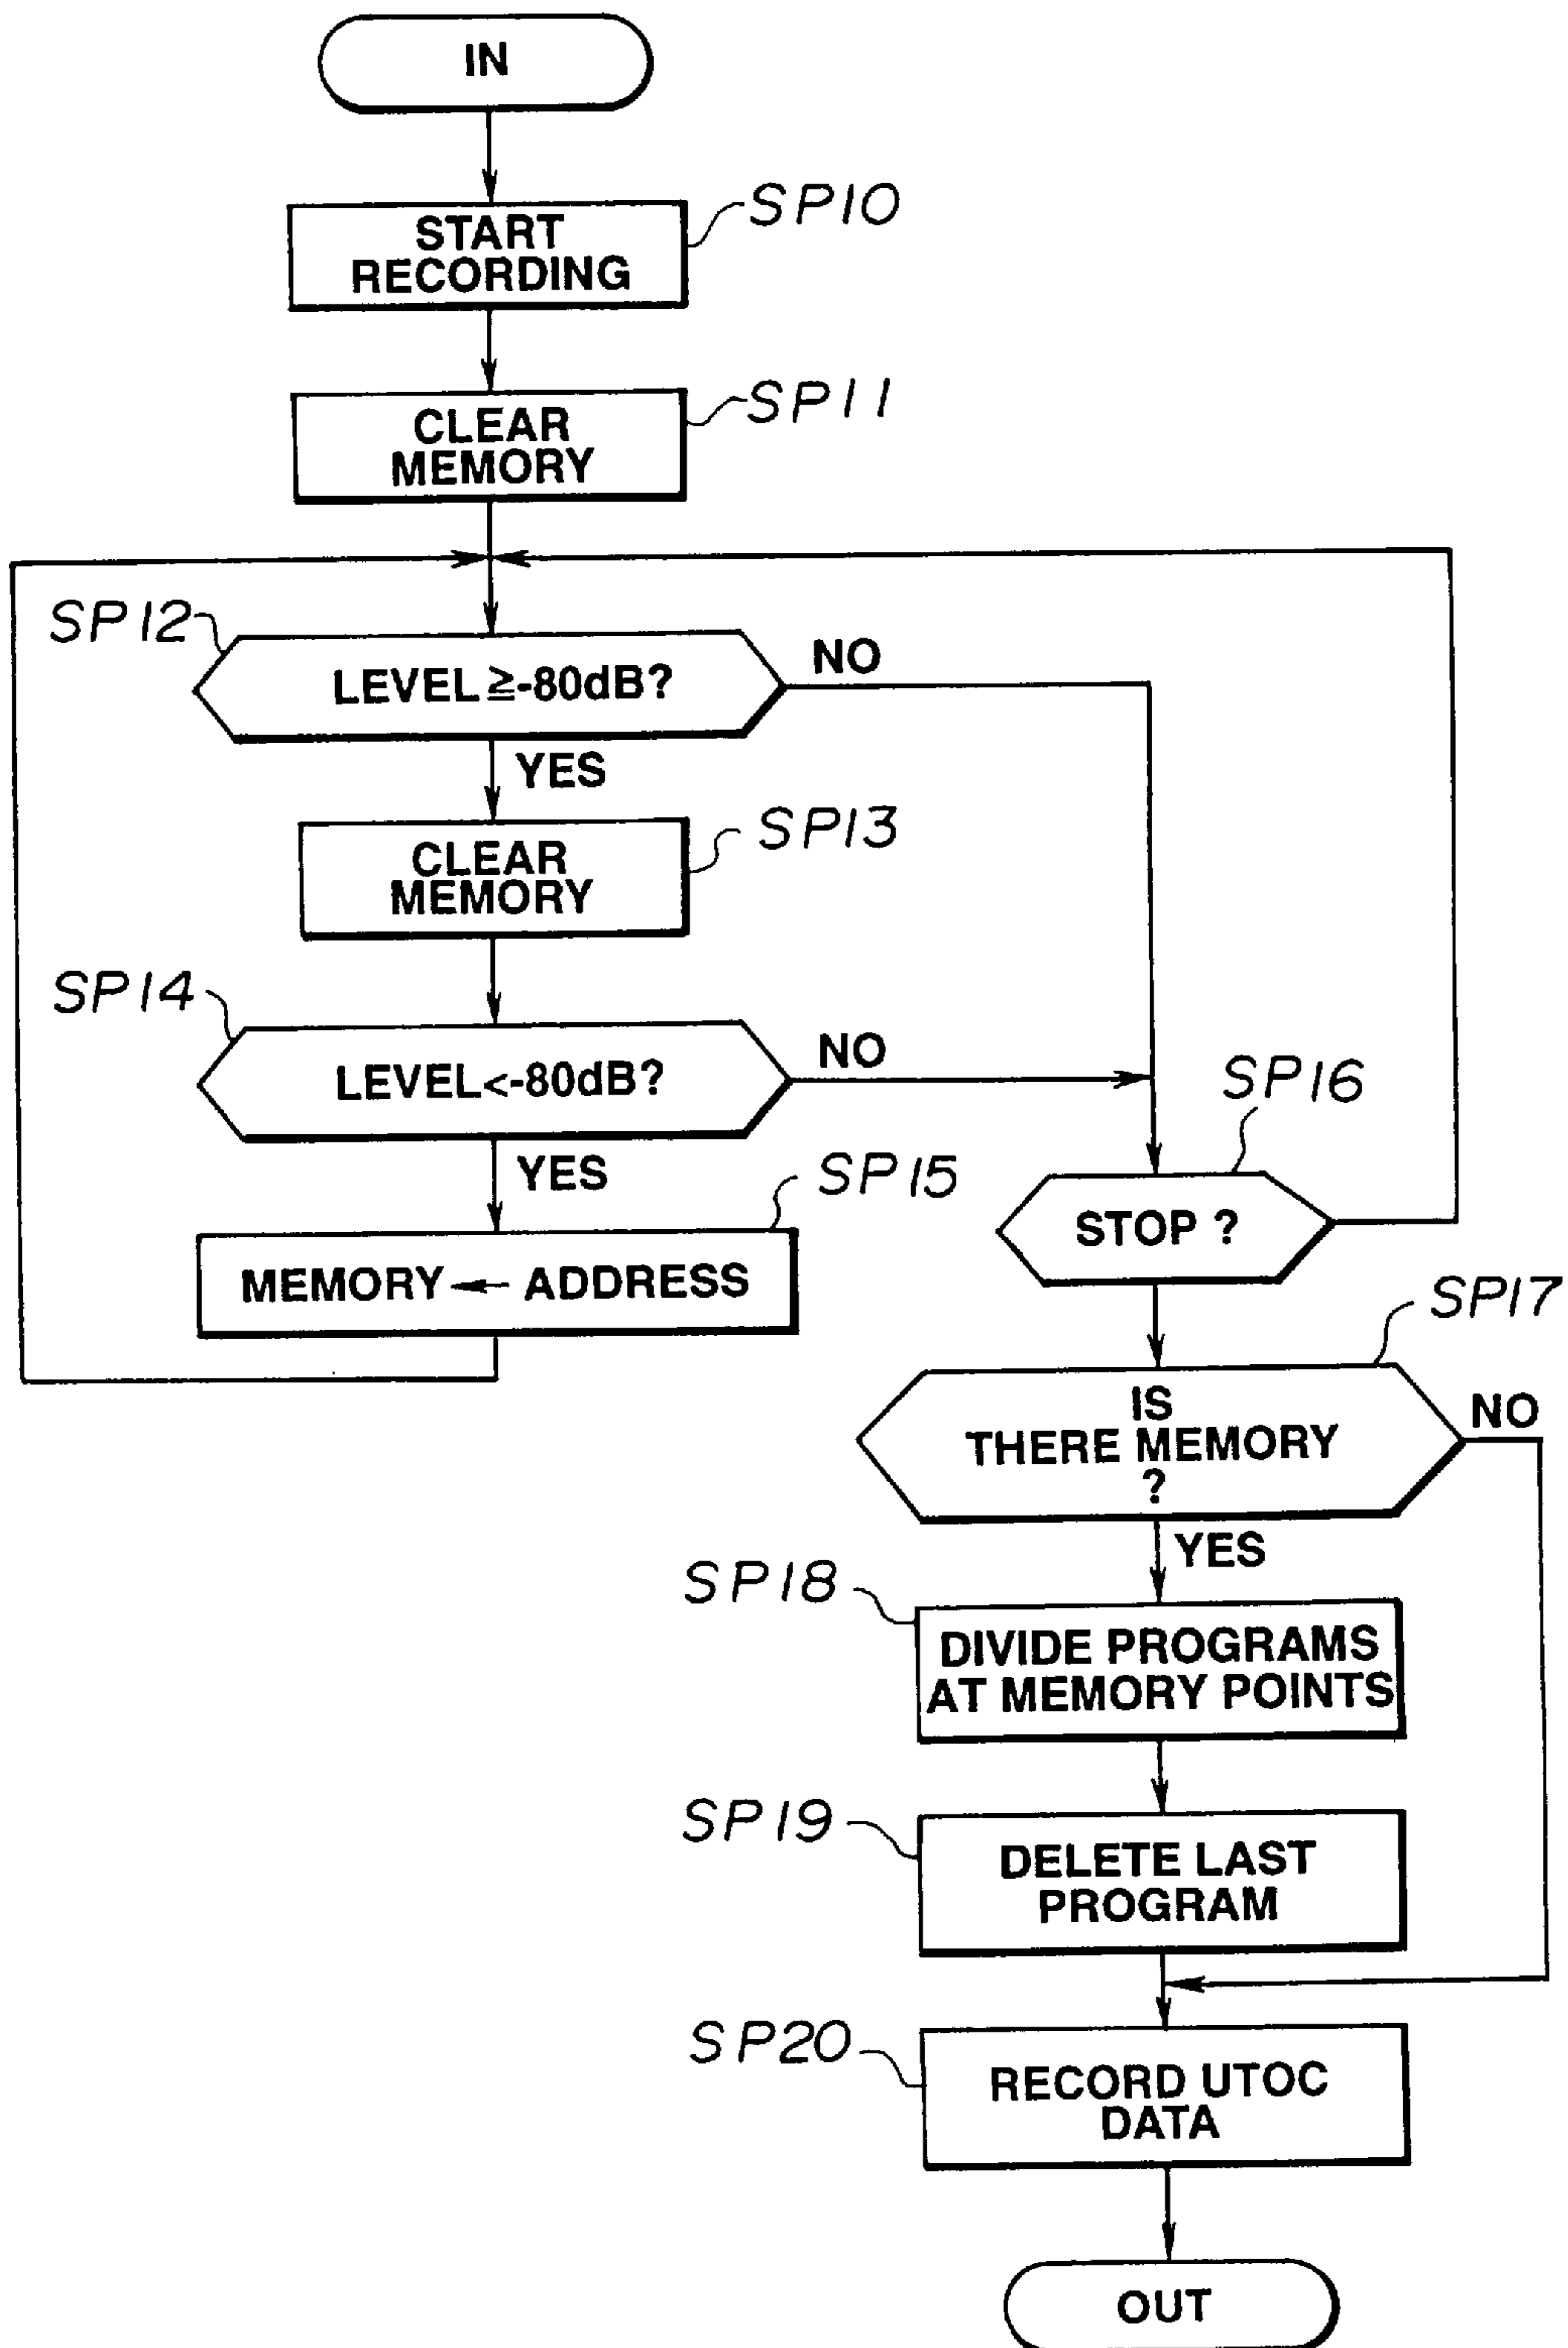 IN
SP10
START
RECORDING
SP11
CLEAR
MEMORY
SP12
LEVEL≧-80dB?
NO
YES
SP13
CLEAR
MEMORY
SP14
LEVEL<-80dB?
NO
YES
SP15
MEMORY ← ADDRESS
SP16
STOP ?
SP17
IS
THERE MEMORY
?
NO
YES
SP18
DIVIDE PROGRAMS
AT MEMORY POINTS
SP19
DELETE LAST
PROGRAM
SP20
RECORD UTOC
DATA
OUT